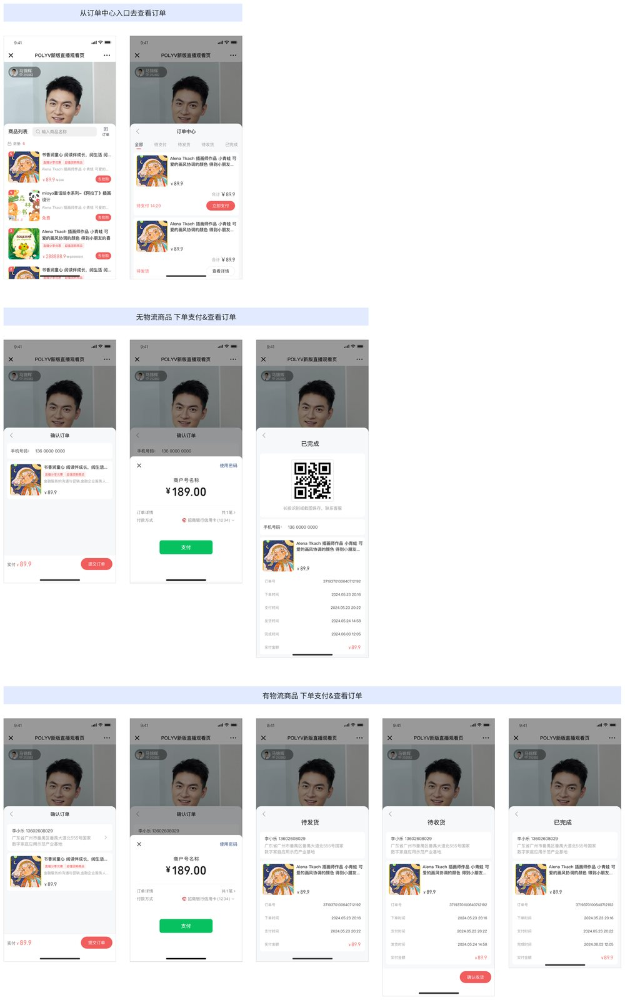 从订单中心入口去查看订单
9:41
POLYV新版直播观看页
马锦辉
292882
商品列表
输入商品名称
订单
数量: 5
5
书香润童心 阅读伴成长，阅生活 阅...
直播分享优惠 超值团购商品
Alena Tkach 插画师作品 小青蛙 可爱的...
¥ 89.9 ¥199
去抢购
4
mioyo童话绘本系列-《阿拉丁》插画
设计
Alena Tkach 插画师作品 小青蛙 可爱的...
免费
去抢购
3
Alena Tkach 插画师作品 小青蛙 可
爱的画风协调的颜色 得到小朋友的喜
直播分享优惠 超值团购商品
¥ 288888.9
去抢购
2
书香润童心 阅读伴成长，阅生活 阅...
直播分享优惠 超值团购商品
9:41
POLYV新版直播观看页
马锦辉
292882
订单中心
全部 待支付 待发货 待收货 已完成
Alena Tkach 插画师作品 小青蛙 可
爱的画风协调的颜色 得到小朋友...
¥ 89.9
合计 ¥ 89.9
待支付 14:29
立即支付
Alena Tkach 插画师作品 小青蛙 可
爱的画风协调的颜色 得到小朋友...
¥ 89.9
合计 ¥ 89.9
待发货
查看详情
无物流商品 下单支付&查看订单
9:41
POLYV新版直播观看页
马锦辉
292882
确认订单
手机号码： 136 0000 0000
书香润童心 阅读伴成长，阅生活...
直播分享优惠 超值团购商品
金融服务的沟通与促销,金融企业服务人...
¥ 89.9
实付 ¥ 89.9
提交订单
9:41
POLYV新版直播观看页
马锦辉
292882
确认订单
手机号码： 136 0000 0000
使用密码
商户号名称
¥189.00
订单详情 共1笔
付款方式 招商银行信用卡(1234)
支付
9:41
POLYV新版直播观看页
马锦辉
292882
已完成
长按识别或截图保存，联系客服
手机号码： 136 0000 0000
Alena Tkach 插画师作品 小青蛙 可
爱的画风协调的颜色 得到小朋友...
¥ 89.9
订单号 3719370100640712192
下单时间 2024.05.23 20:16
支付时间 2024.05.23 20:22
发货时间 2024.05.24 14:58
完成时间 2024.06.03 12:05
实付金额 ¥ 89.9
有物流商品 下单支付&查看订单
9:41
POLYV新版直播观看页
马锦辉
292882
确认订单
李小乐 13602608029
广东省广州市番禺区番禺大道北555号国家
数字家庭应用示范产业基地
书香润童心 阅读伴成长，阅生活...
直播分享优惠 超值团购商品
金融服务的沟通与促销,金融企业服务人...
¥ 89.9
实付 ¥ 89.9
提交订单
9:41
POLYV新版直播观看页
马锦辉
292882
确认订单
李小乐 13602608029
使用密码
商户号名称
¥189.00
订单详情 共1笔
付款方式 招商银行信用卡(1234)
支付
9:41
POLYV新版直播观看页
马锦辉
292882
待发货
李小乐 13602608029
广东省广州市番禺区番禺大道北555号国家
数字家庭应用示范产业基地
Alena Tkach 插画师作品 小青蛙 可
爱的画风协调的颜色 得到小朋友...
¥ 89.9
订单号 3719370100640712192
下单时间 2024.05.23 20:16
支付时间 2024.05.23 20:22
实付金额 ¥ 89.9
9:41
POLYV新版直播观看页
马锦辉
292882
待收货
李小乐 13602608029
广东省广州市番禺区番禺大道北555号国家
数字家庭应用示范产业基地
Alena Tkach 插画师作品 小青蛙 可
爱的画风协调的颜色 得到小朋友...
¥ 89.9
订单号 3719370100640712192
下单时间 2024.05.23 20:16
支付时间 2024.05.23 20:22
发货时间 2024.05.24 14:58
实付金额 ¥ 89.9
确认收货
9:41
POLYV新版直播观看页
马锦辉
292882
已完成
李小乐 13602608029
广东省广州市番禺区番禺大道北555号国家
数字家庭应用示范产业基地
Alena Tkach 插画师作品 小青蛙 可
爱的画风协调的颜色 得到小朋友...
¥ 89.9
订单号 3719370100640712192
下单时间 2024.05.23 20:16
支付时间 2024.05.23 20:22
完成时间 2024.06.03 12:05
实付金额 ¥ 89.9